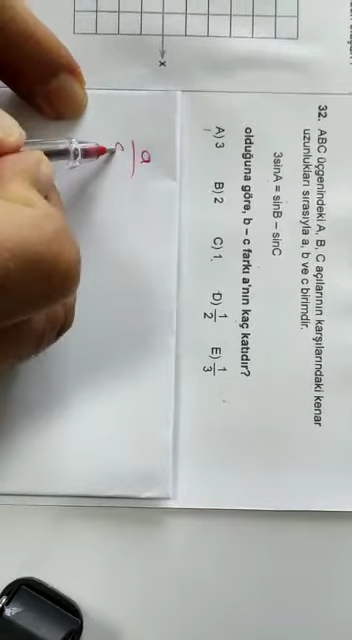 x
32. ABC üçgenindeki A, B, C açılarının karşılarındaki kenar
uzunlukları sırasıyla a, b ve c birimdir.
3sinA = sinB – sinC
olduğuna göre, b – c farkı a'nın kaç katıdır?
A) 3 B) 2 C) 1 D) 1/2 E) 1/3
a